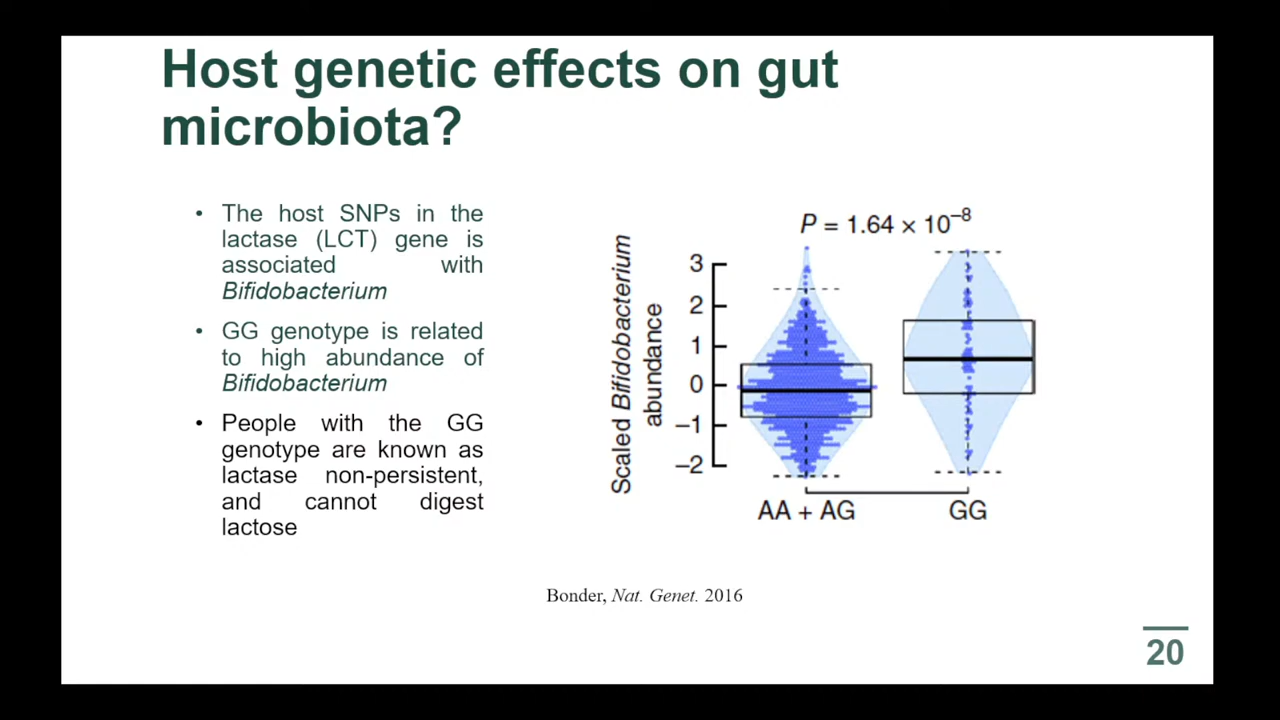 Host genetic effects on gut
microbiota?
• The host SNPs in the
lactase (LCT) gene is
associated with
Bifidobacterium
• GG genotype is related
to high abundance of
Bifidobacterium
• People with the GG
genotype are known as
lactase non-persistent,
and cannot digest
lactose
P = 1.64 × 10⁻⁸
Scaled Bifidobacterium
abundance
3
2
1
0
−1
−2
AA + AG
GG
Bonder, Nat. Genet. 2016
20